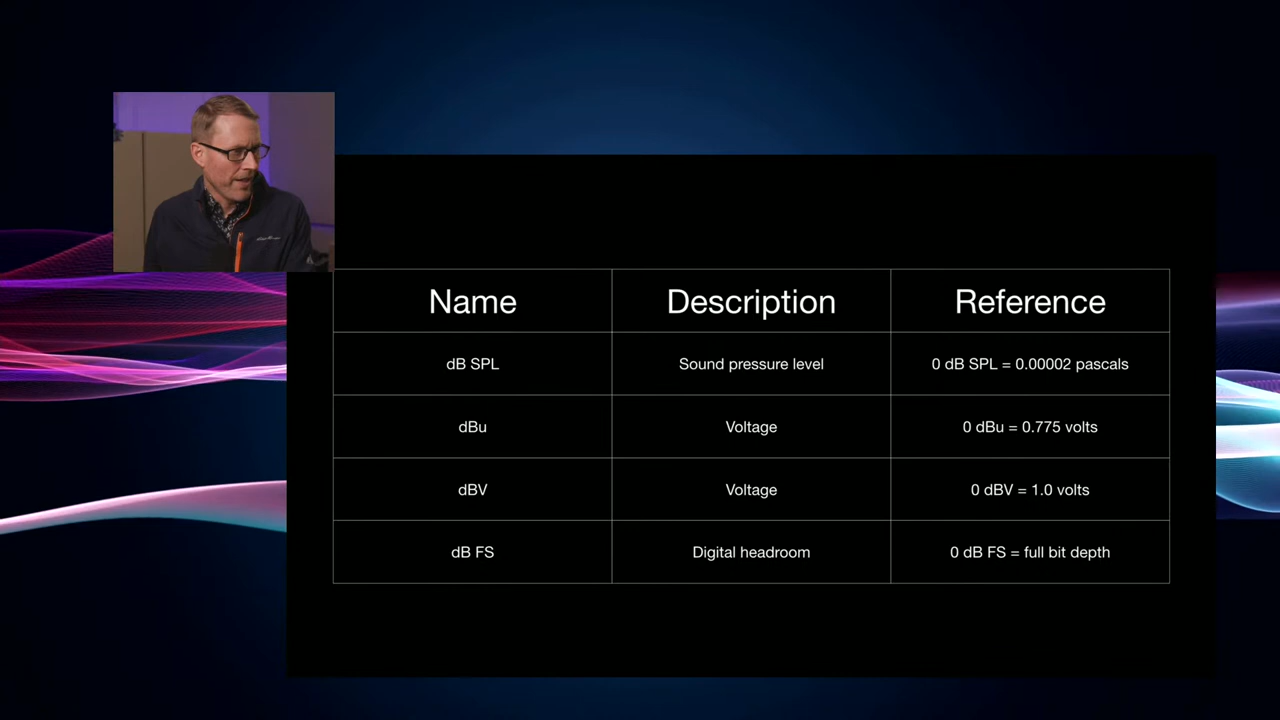 Name Description Reference
dB SPL Sound pressure level 0 dB SPL = 0.00002 pascals
dBu Voltage 0 dBu = 0.775 volts
dBV Voltage 0 dBV = 1.0 volts
dB FS Digital headroom 0 dB FS = full bit depth